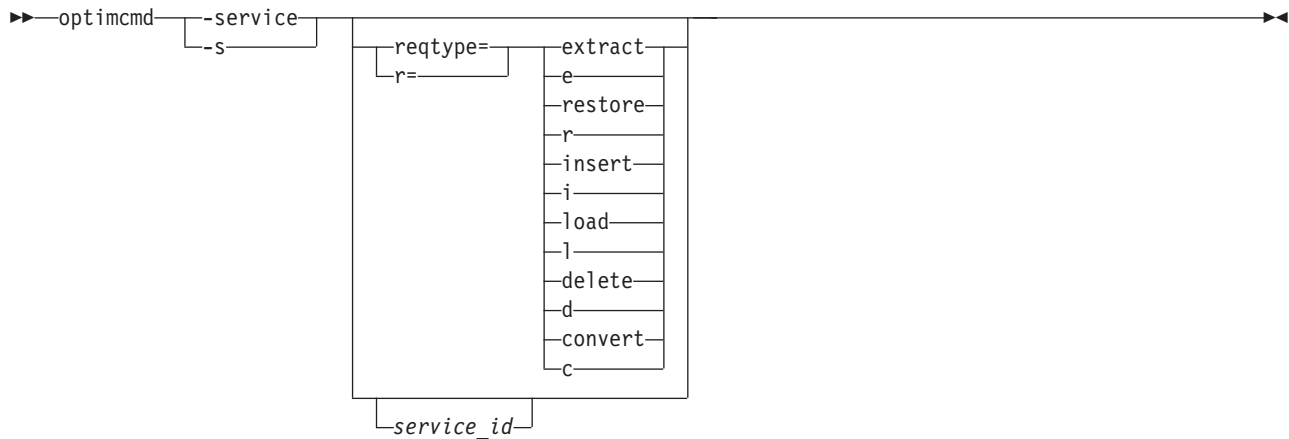 optimcmd -service
-s
reqtype= extract
r= e
restore
r
insert
i
load
l
delete
d
convert
c
service_id